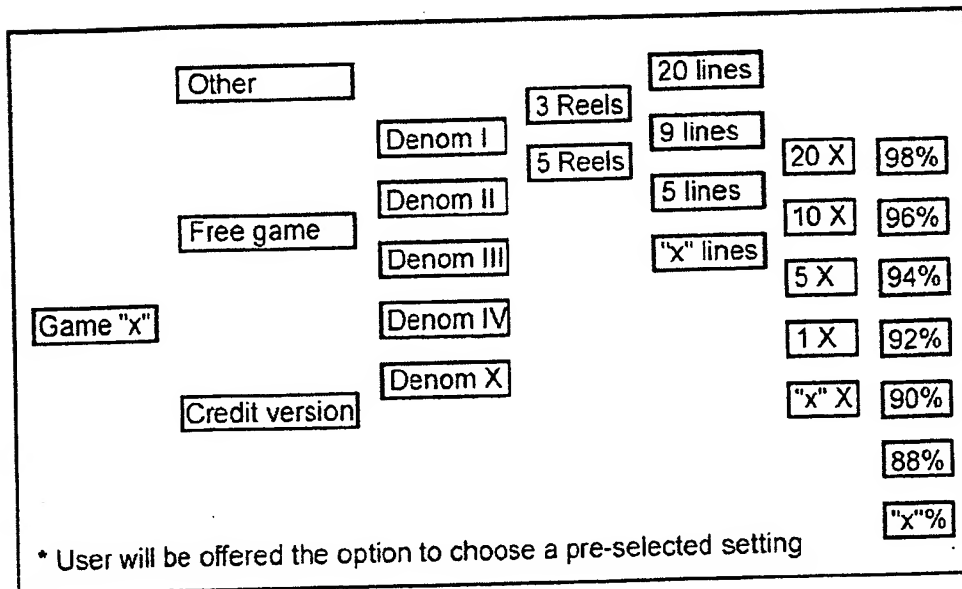 Game "x"
Other
Free game
Credit version
Denom I
Denom II
Denom III
Denom IV
Denom X
3 Reels
5 Reels
20 lines
9 lines
5 lines
"x" lines
20 X
10 X
5 X
1 X
"x" X
98%
96%
94%
92%
90%
88%
"x"%
* User will be offered the option to choose a pre-selected setting